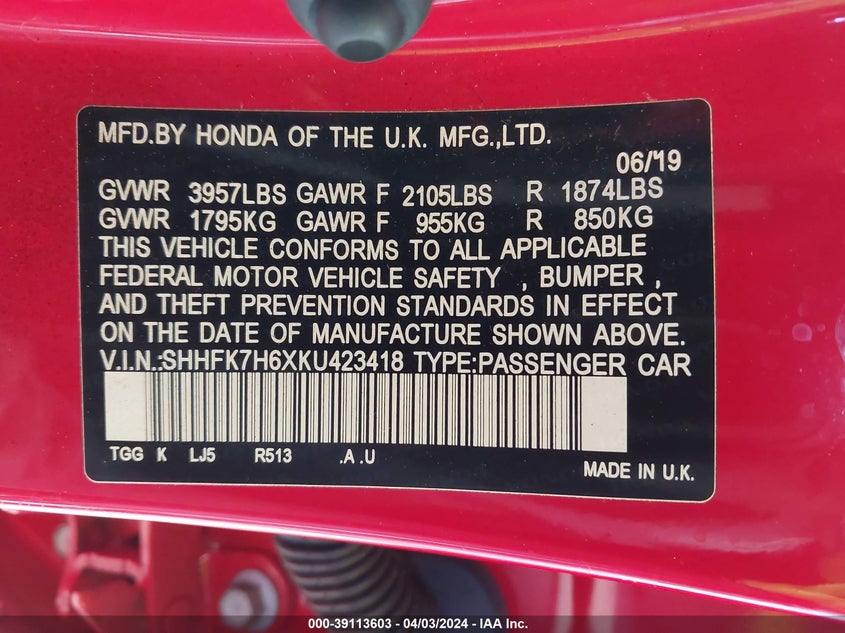 MFD.BY HONDA OF THE U.K. MFG.,LTD.
06/19
GVWR 3957LBS GAWR F 2105LBS R 1874LBS
GVWR 1795KG GAWR F 955KG R 850KG
THIS VEHICLE CONFORMS TO ALL APPLICABLE
FEDERAL MOTOR VEHICLE SAFETY , BUMPER ,
AND THEFT PREVENTION STANDARDS IN EFFECT
ON THE DATE OF MANUFACTURE SHOWN ABOVE.
V.I.N.:SHHFK7H6XKU423418 TYPE:PASSENGER CAR
TGG K LJ5 R513 .A .U
MADE IN U.K.
000-39113603 - 04/03/2024 - IAA Inc.